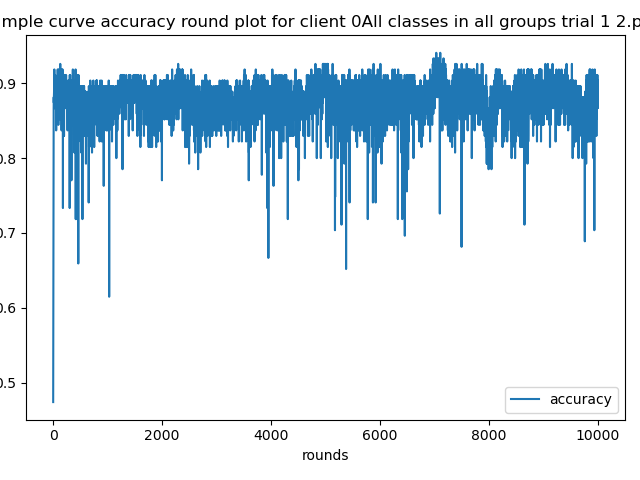 mple curve accuracy round plot for client 0All classes in all groups trial 1 2.p
0.9
0.8
0.7
0.6
0.5
accuracy
0 2000 4000 6000 8000 10000
rounds